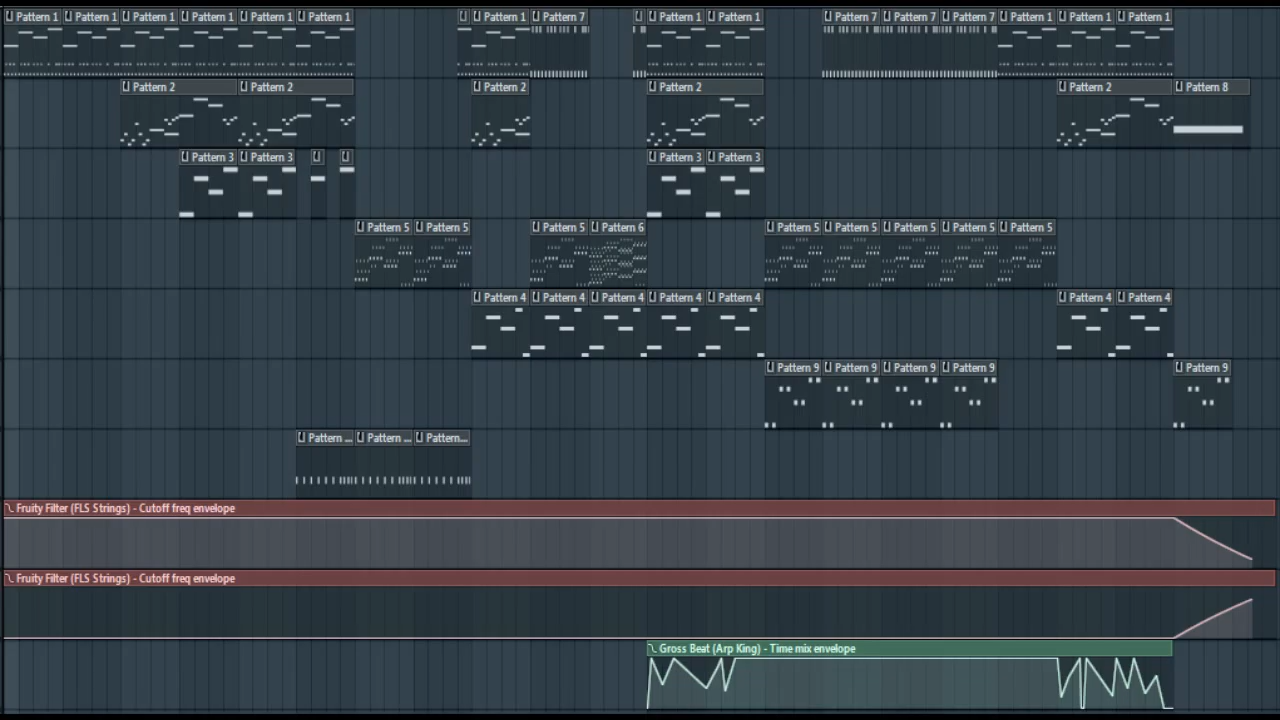 Pattern 1 Pattern 1 Pattern 1 Pattern 1 Pattern 1 Pattern 1 Pattern 1 Pattern 7 Pattern 1 Pattern 1 Pattern 7 Pattern 7 Pattern 7 Pattern 1 Pattern 1 Pattern 1
Pattern 2 Pattern 2 Pattern 2 Pattern 2 Pattern 2 Pattern 8
Pattern 3 Pattern 3 Pattern 3 Pattern 3
Pattern 5 Pattern 5 Pattern 5 Pattern 6 Pattern 5 Pattern 5 Pattern 5 Pattern 5 Pattern 5
Pattern 4 Pattern 4 Pattern 4 Pattern 4 Pattern 4 Pattern 4 Pattern 4
Pattern 9 Pattern 9 Pattern 9 Pattern 9 Pattern 9
Pattern ... Pattern ... Pattern...
Fruity Filter (FLS Strings) - Cutoff freq envelope
Fruity Filter (FLS Strings) - Cutoff freq envelope
Gross Beat (Arp King) - Time mix envelope